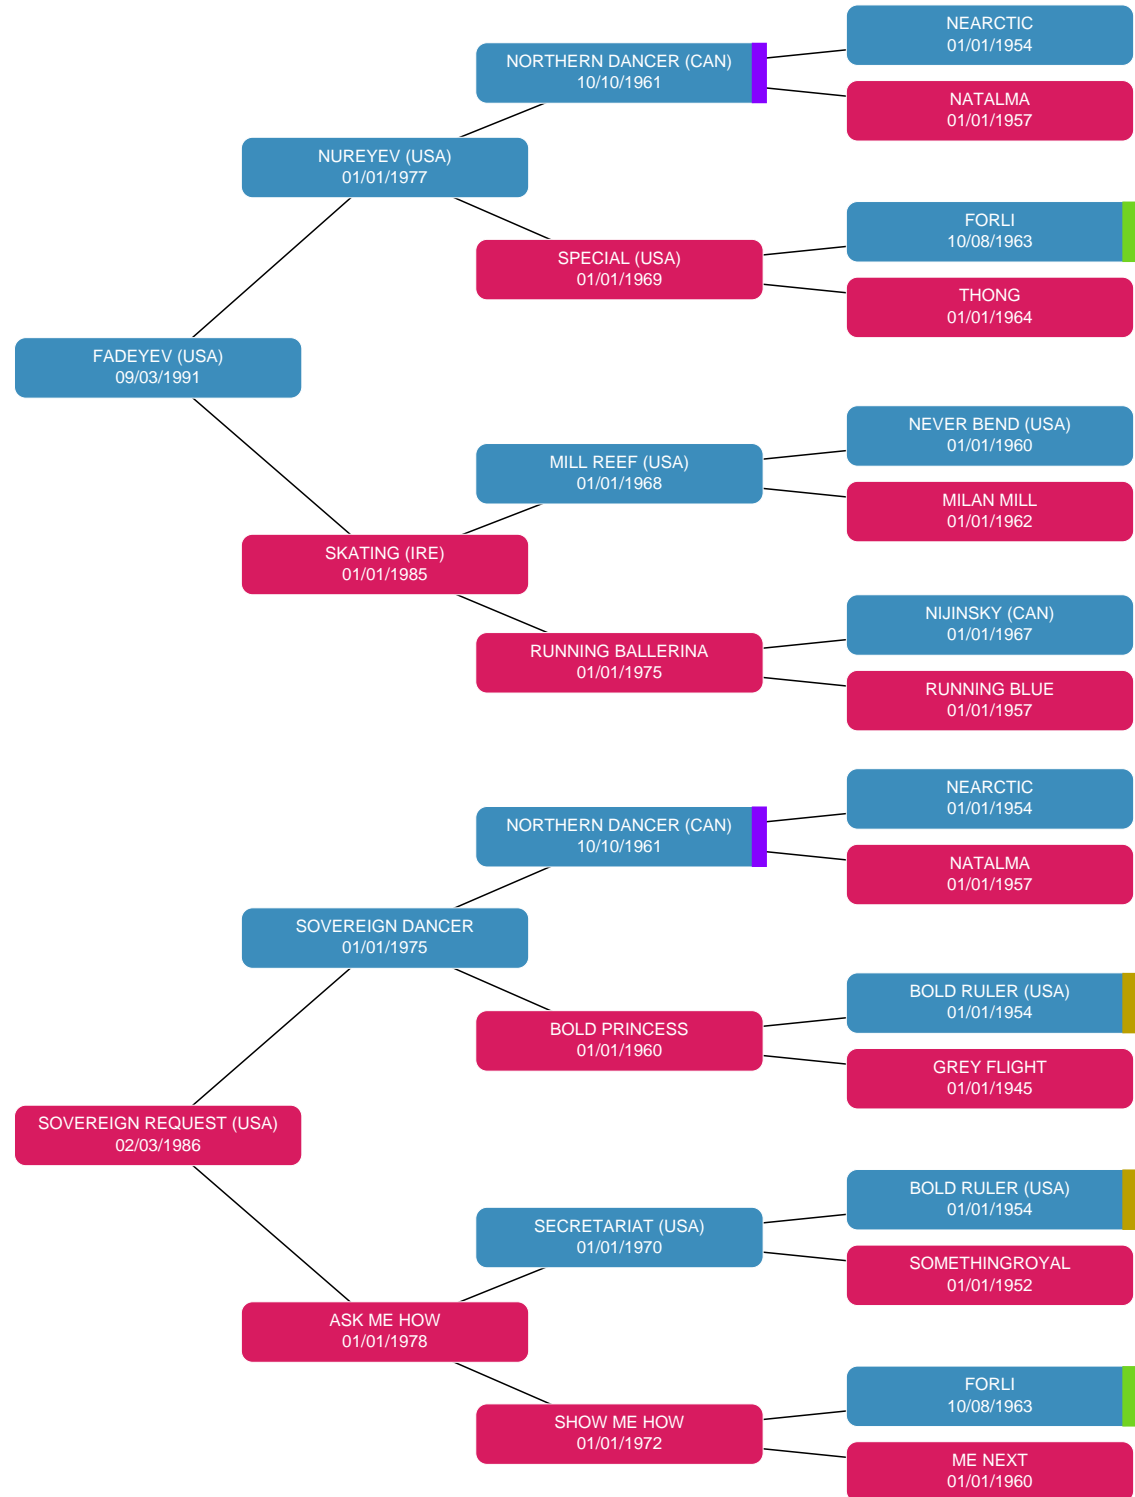 NEARCTIC
01/01/1954
NORTHERN DANCER (CAN)
10/10/1961
NATALMA
01/01/1957
NUREYEV (USA)
01/01/1977
FORLI
10/08/1963
SPECIAL (USA)
01/01/1969
THONG
01/01/1964
FADEYEV (USA)
09/03/1991
NEVER BEND (USA)
01/01/1960
MILL REEF (USA)
01/01/1968
MILAN MILL
01/01/1962
SKATING (IRE)
01/01/1985
NIJINSKY (CAN)
01/01/1967
RUNNING BALLERINA
01/01/1975
RUNNING BLUE
01/01/1957
NEARCTIC
01/01/1954
NORTHERN DANCER (CAN)
10/10/1961
NATALMA
01/01/1957
SOVEREIGN DANCER
01/01/1975
BOLD RULER (USA)
01/01/1954
BOLD PRINCESS
01/01/1960
GREY FLIGHT
01/01/1945
SOVEREIGN REQUEST (USA)
02/03/1986
BOLD RULER (USA)
01/01/1954
SECRETARIAT (USA)
01/01/1970
SOMETHINGROYAL
01/01/1952
ASK ME HOW
01/01/1978
FORLI
10/08/1963
SHOW ME HOW
01/01/1972
ME NEXT
01/01/1960